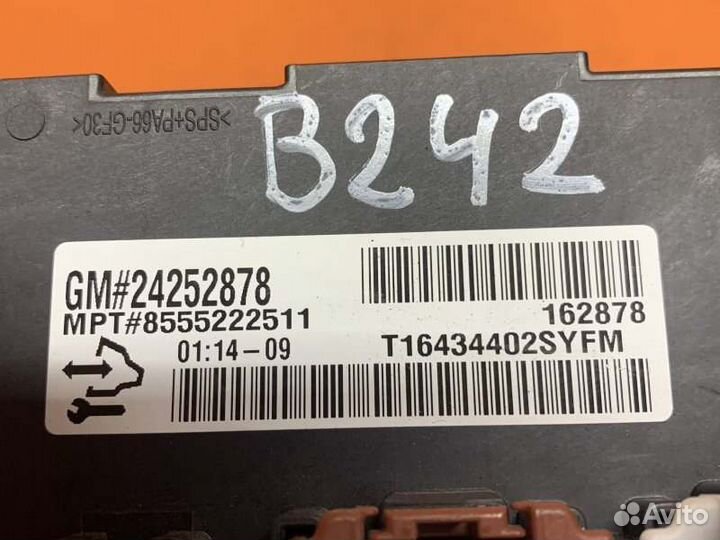 B242
>SPS+PA66-GF30<
GM#24252878
MPT#8555222511
162878
01:14-09
T16434402SYFM
Avito